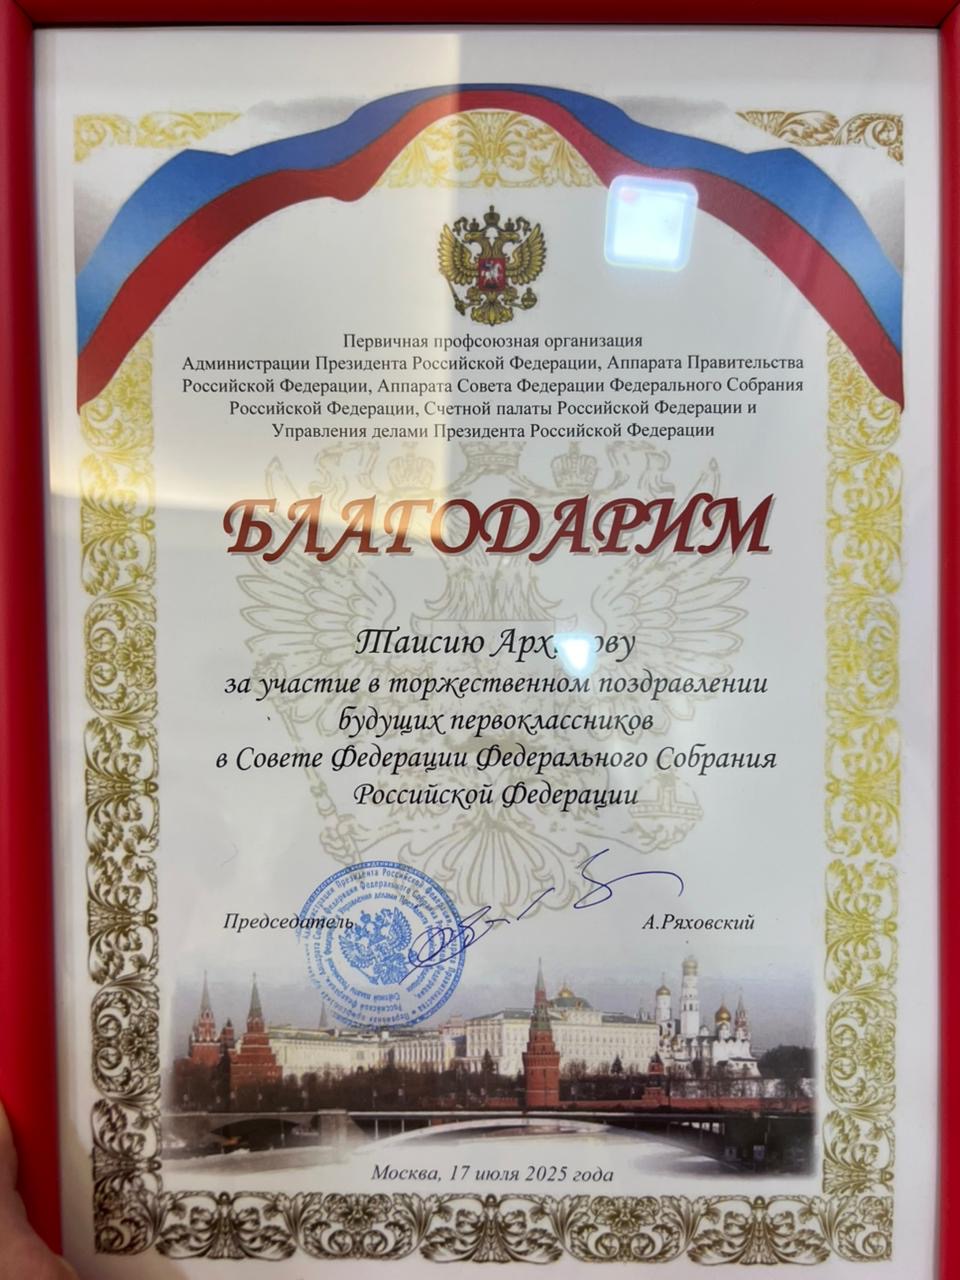 Первичная профсоюзная организация
Администрации Президента Российской Федерации, Аппарата Правительства
Российской Федерации, Аппарата Совета Федерации Федерального Собрания
Российской Федерации, Счетной палаты Российской Федерации и
Управления делами Президента Российской Федерации
БЛАГОДАРИМ
Таисию
за участие в торжественном поздравлении
будущих первоклассников
в Совете Федерации Федерального Собрания
Российской Федерации
Председатель
А.Ряховский
Москва, 17 июля 2025 года